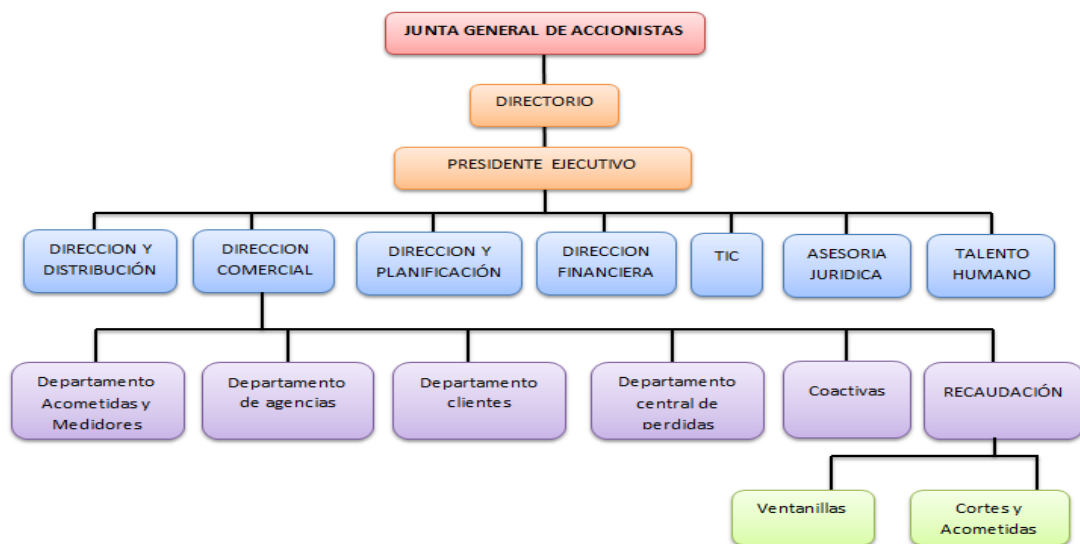 JUNTA GENERAL DE ACCIONISTAS
DIRECTORIO
PRESIDENTE EJECUTIVO
DIRECCION Y
DISTRIBUCIÓN
DIRECCION
COMERCIAL
DIRECCION Y
PLANIFICACIÓN
DIRECCION
FINANCIERA
TIC
ASESORIA
JURIDICA
TALENTO
HUMANO
Departamento
Acometidas y
Medidores
Departamento
de agencias
Departamento
clientes
Departamento
central de
perdidas
Coactivas
RECAUDACIÓN
Ventanillas
Cortes y
Acometidas